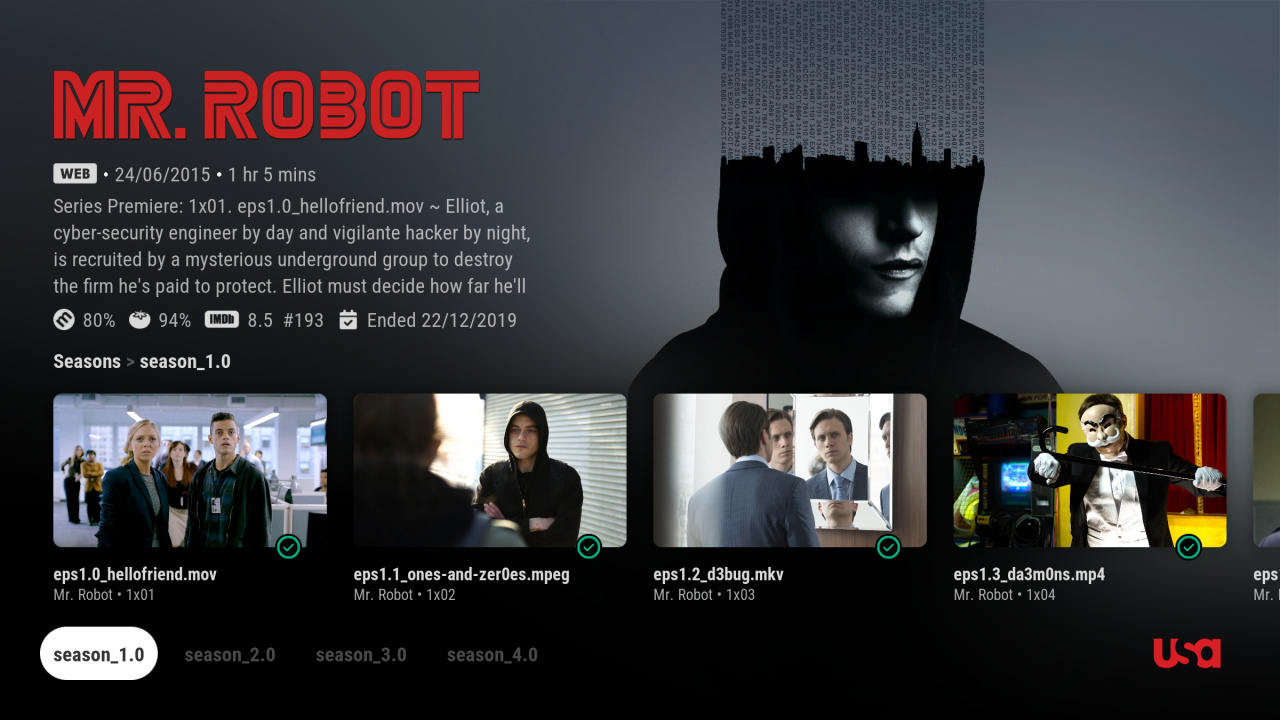 MR. ROBOT
WEB • 24/06/2015 • 1 hr 5 mins
Series Premiere: 1x01. eps1.0_hellofriend.mov ~ Elliot, a
cyber-security engineer by day and vigilante hacker by night,
is recruited by a mysterious underground group to destroy
the firm he's paid to protect. Elliot must decide how far he'll
80% 94% IMDb 8.5 #193 Ended 22/12/2019
Seasons > season_1.0
eps1.0_hellofriend.mov
Mr. Robot • 1x01
eps1.1_ones-and-zer0es.mpeg
Mr. Robot • 1x02
eps1.2_d3bug.mkv
Mr. Robot • 1x03
eps1.3_da3m0ns.mp4
Mr. Robot • 1x04
season_1.0 season_2.0 season_3.0 season_4.0
usa